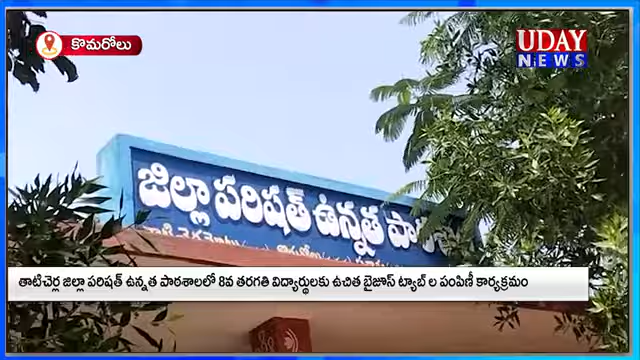 కొమరోలు
UDAY
NEWS
జిల్లా పరిషత్ ఉన్నత పాఠశాల
తాటిచెర్ల జిల్లా పరిషత్ ఉన్నత పాఠశాలలో 8వ తరగతి విద్యార్థులకు ఉచిత బైజూస్ ట్యాబ్ ల పంపిణీ కార్యక్రమం